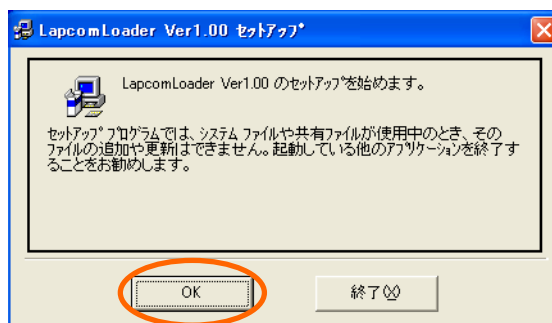 LapcomLoader Ver1.00 ｾｯﾄｱｯﾌﾟ
LapcomLoader Ver1.00 のｾｯﾄｱｯﾌﾟを始めます。
ｾｯﾄｱｯﾌﾟ ﾌﾟﾛｸﾞﾗﾑでは、ｼｽﾃﾑ ﾌｧｲﾙや共有ﾌｧｲﾙが使用中のとき、その
ﾌｧｲﾙの追加や更新はできません。起動している他のｱﾌﾟﾘｹｰｼｮﾝを終了す
ることをお勧めします。
OK
終了(X)